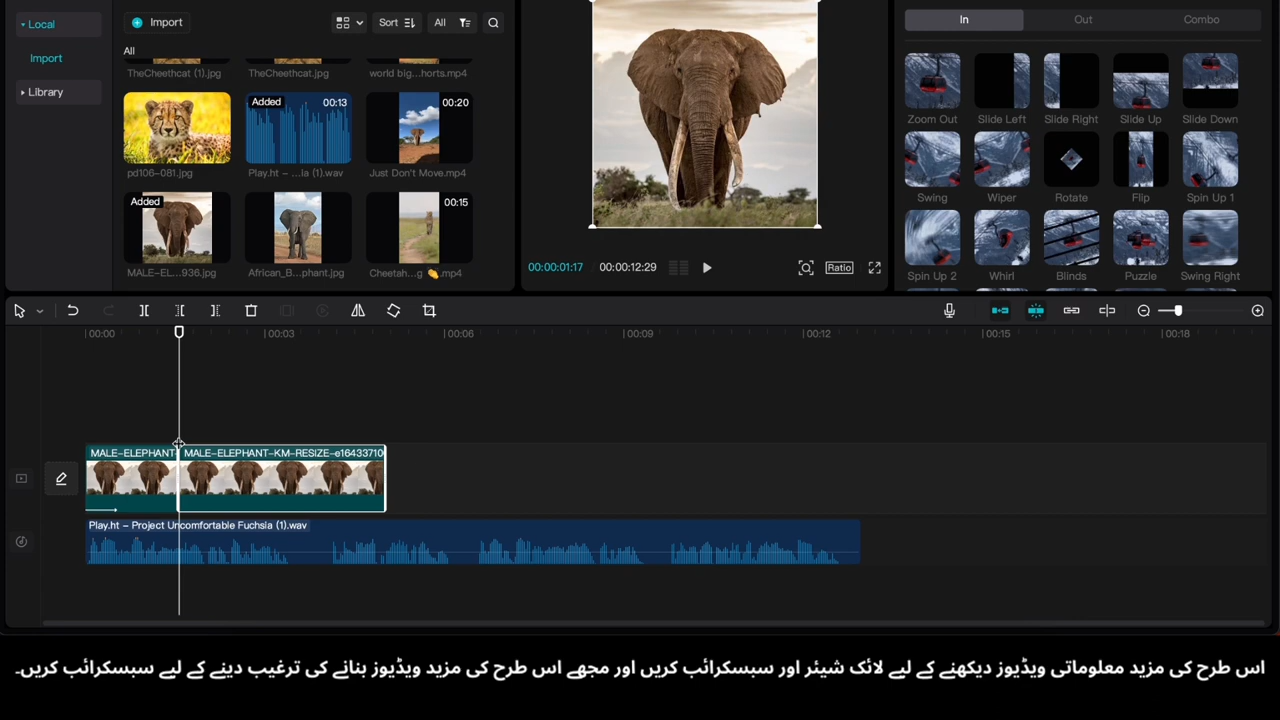 Local
Import
Library
Import
Sort
All
All
TheCheethcat (1).jpg
TheCheethcat.jpg
world big...horts.mp4
pd106-081.jpg
Added
00:13
Play.ht - ...la (1).wav
00:20
Just Don't Move.mp4
Added
MALE-EL...936.jpg
African_B...phant.jpg
00:15
Cheetah...g 👏.mp4
00:00:01:17
00:00:12:29
Ratio
In
Out
Combo
Zoom Out
Slide Left
Slide Right
Slide Up
Slide Down
Swing
Wiper
Rotate
Flip
Spin Up 1
Spin Up 2
Whirl
Blinds
Puzzle
Swing Right
00:00
00:03
00:06
00:09
00:12
00:15
00:18
MALE-ELEPHANT-
MALE-ELEPHANT-KM-RESIZE-e16433710
Play.ht - Project Uncomfortable Fuchsia (1).wav
اس طرح کی مزید معلوماتی ویڈیوز دیکھنے کے لیے لائک شیئر اور سبسکرائب کریں اور مجھے اس طرح کی مزید ویڈیوز بنانے کی ترغیب دینے کے لیے سبسکرائب کریں۔